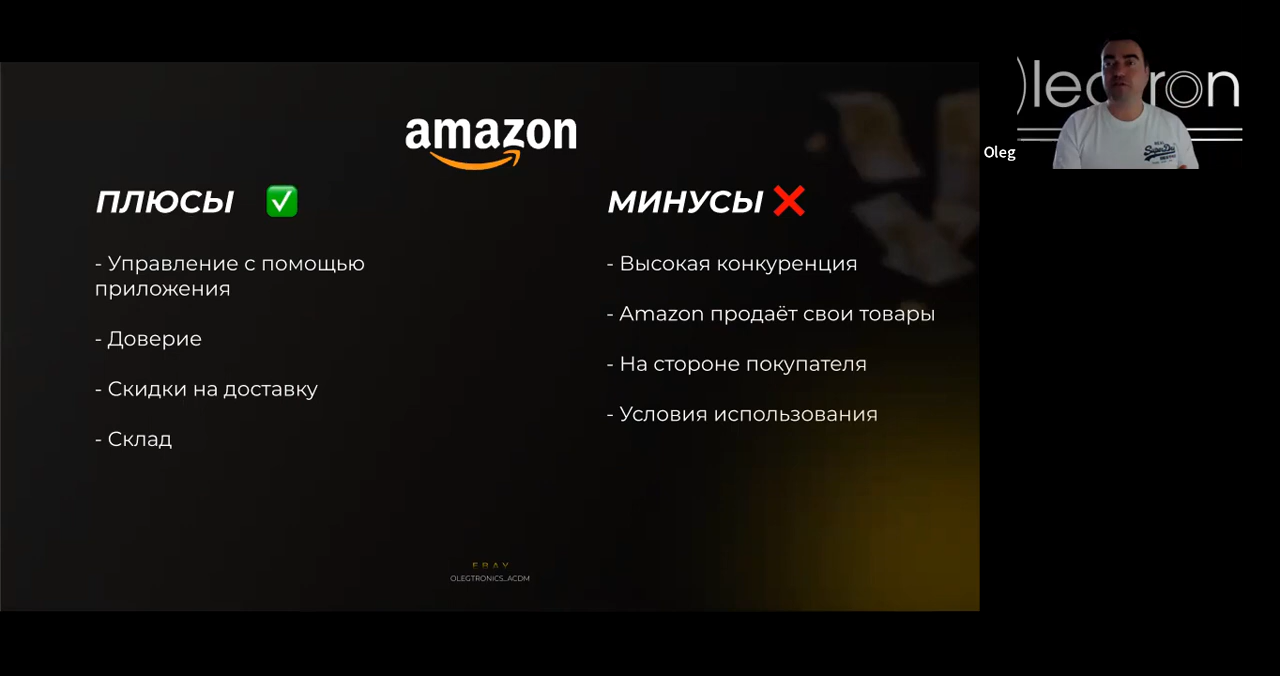 amazon
ПЛЮСЫ
- Управление с помощью
приложения
- Доверие
- Скидки на доставку
- Склад
МИНУСЫ
- Высокая конкуренция
- Amazon продаёт свои товары
- На стороне покупателя
- Условия использования
EBAY
OLEGTRONICS_ACDM
Oleg